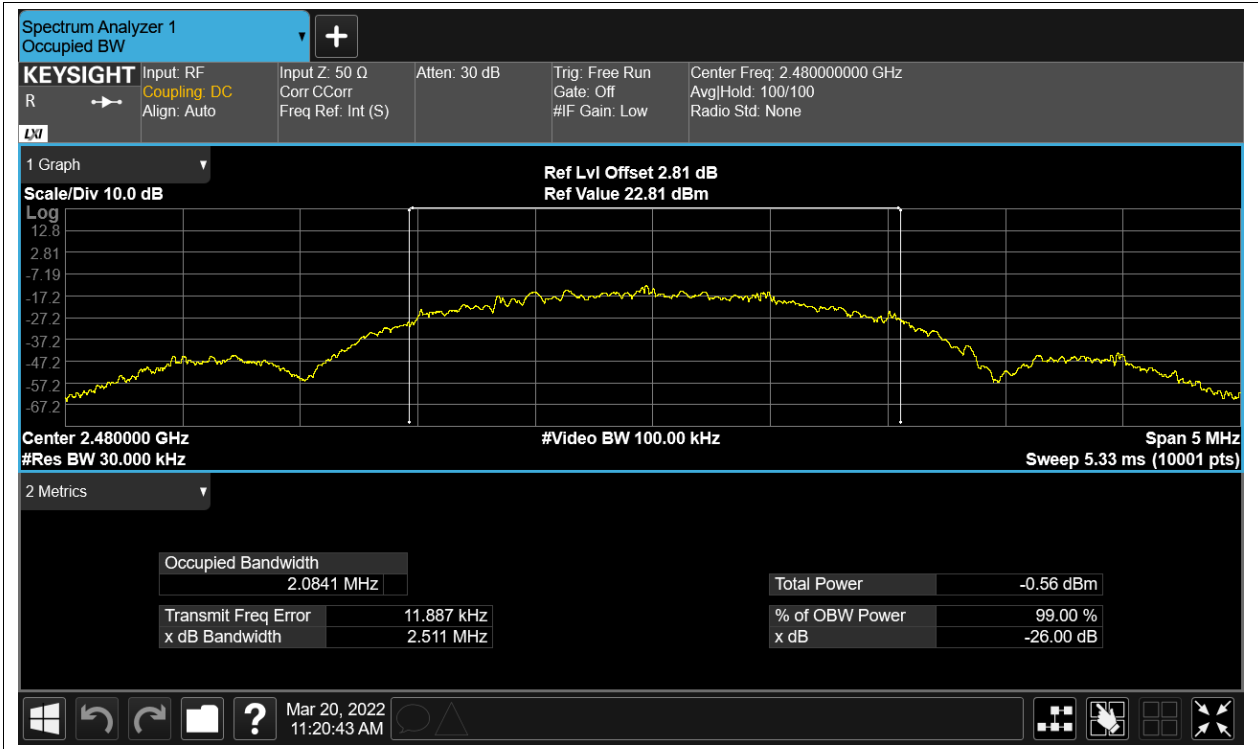 Spectrum Analyzer 1
Occupied BW
KEYSIGHT
R
LXI
Input: RF
Coupling: DC
Align: Auto
Input Z: 50 Ω
Corr CCorr
Freq Ref: Int (S)
Atten: 30 dB
Trig: Free Run
Gate: Off
#IF Gain: Low
Center Freq: 2.480000000 GHz
Avg|Hold: 100/100
Radio Std: None
1 Graph
Scale/Div 10.0 dB
Ref Lvl Offset 2.81 dB
Ref Value 22.81 dBm
Log
12.8
2.81
-7.19
-17.2
-27.2
-37.2
-47.2
-57.2
-67.2
Center 2.480000 GHz
#Video BW 100.00 kHz
Span 5 MHz
#Res BW 30.000 kHz
Sweep 5.33 ms (10001 pts)
2 Metrics
Occupied Bandwidth
2.0841 MHz
Total Power -0.56 dBm
Transmit Freq Error 11.887 kHz
% of OBW Power 99.00 %
x dB Bandwidth 2.511 MHz
x dB -26.00 dB
?
Mar 20, 2022
11:20:43 AM